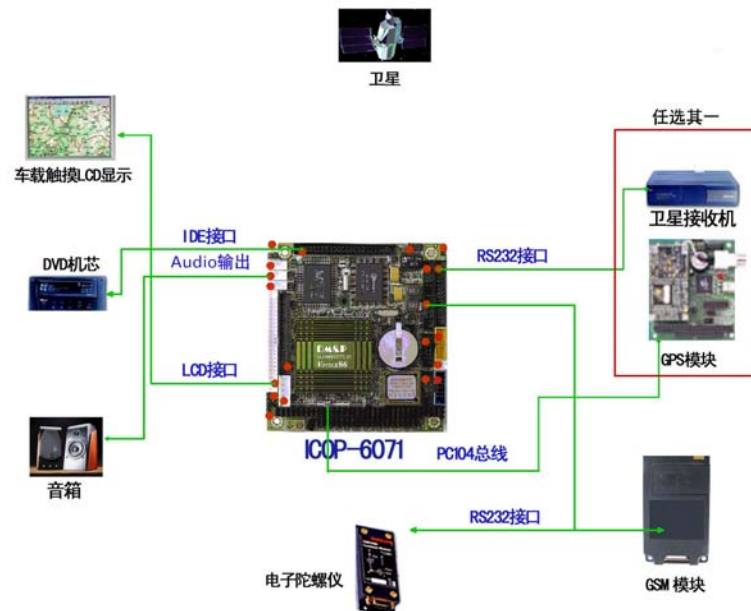 卫星
任选其一
车载触摸LCD显示
卫星接收机
IDE接口
RS232接口
DVD机芯
Audio输出
GPS模块
DM&P
Vortex86
LCD接口
ICOP-6071
PC104总线
音箱
RS232接口
电子陀螺仪
GSM 模块